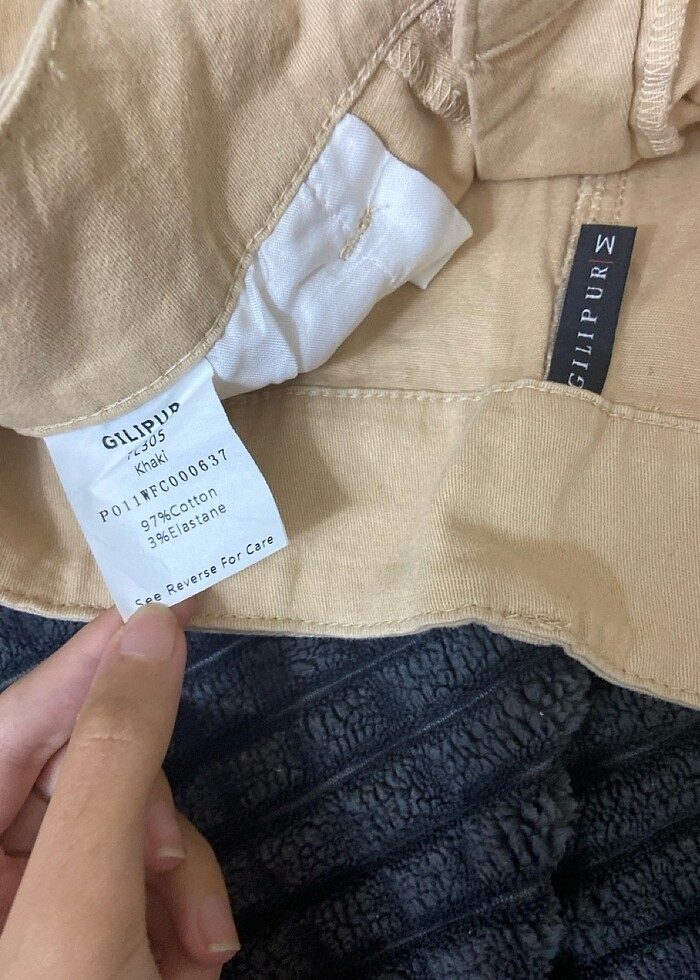 GILIPUR
Khaki
P011WFC000637
97%Cotton
3%Elastane
See Reverse For Care
GILIPUR|M